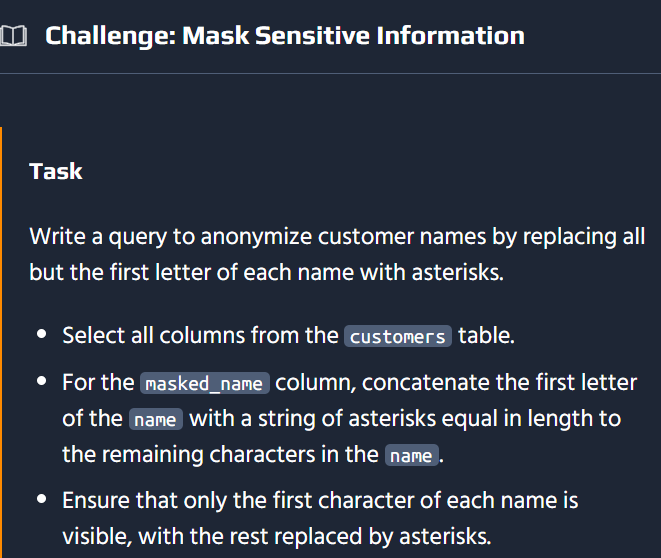 Challenge: Mask Sensitive Information
Task
Write a query to anonymize customer names by replacing all
but the first letter of each name with asterisks.
• Select all columns from the customers table.
• For the masked_name column, concatenate the first letter
of the name with a string of asterisks equal in length to
the remaining characters in the name.
• Ensure that only the first character of each name is
visible, with the rest replaced by asterisks.